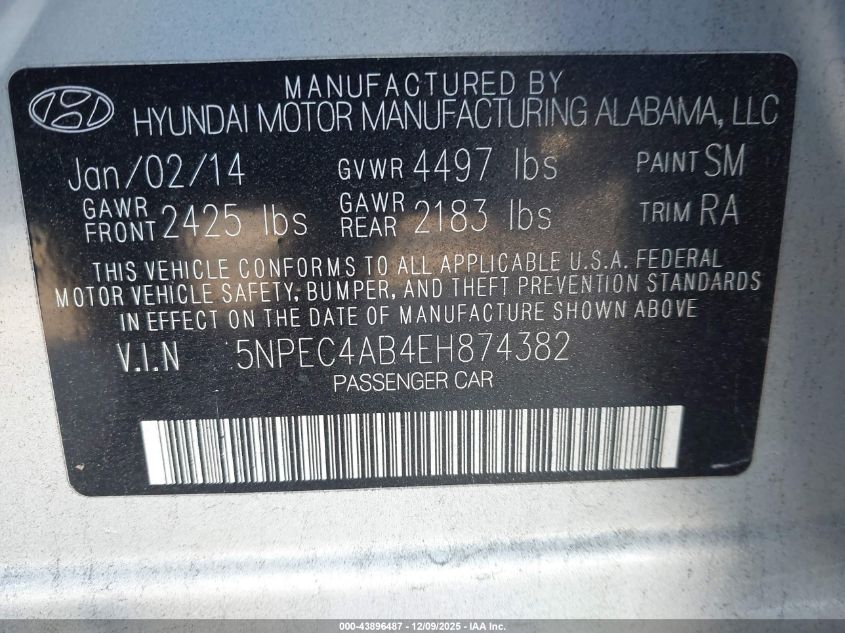 MANUFACTURED BY
HYUNDAI MOTOR MANUFACTURING ALABAMA, LLC
Jan/02/14 GVWR 4497 lbs PAINT SM
GAWR FRONT 2425 lbs GAWR REAR 2183 lbs TRIM RA
THIS VEHICLE CONFORMS TO ALL APPLICABLE U.S.A. FEDERAL
MOTOR VEHICLE SAFETY, BUMPER, AND THEFT PREVENTION STANDARDS
IN EFFECT ON THE DATE OF MANUFACTURE SHOWN ABOVE
V.I.N 5NPEC4AB4EH874382
PASSENGER CAR
000-43896487 - 12/09/2025 - IAA Inc.